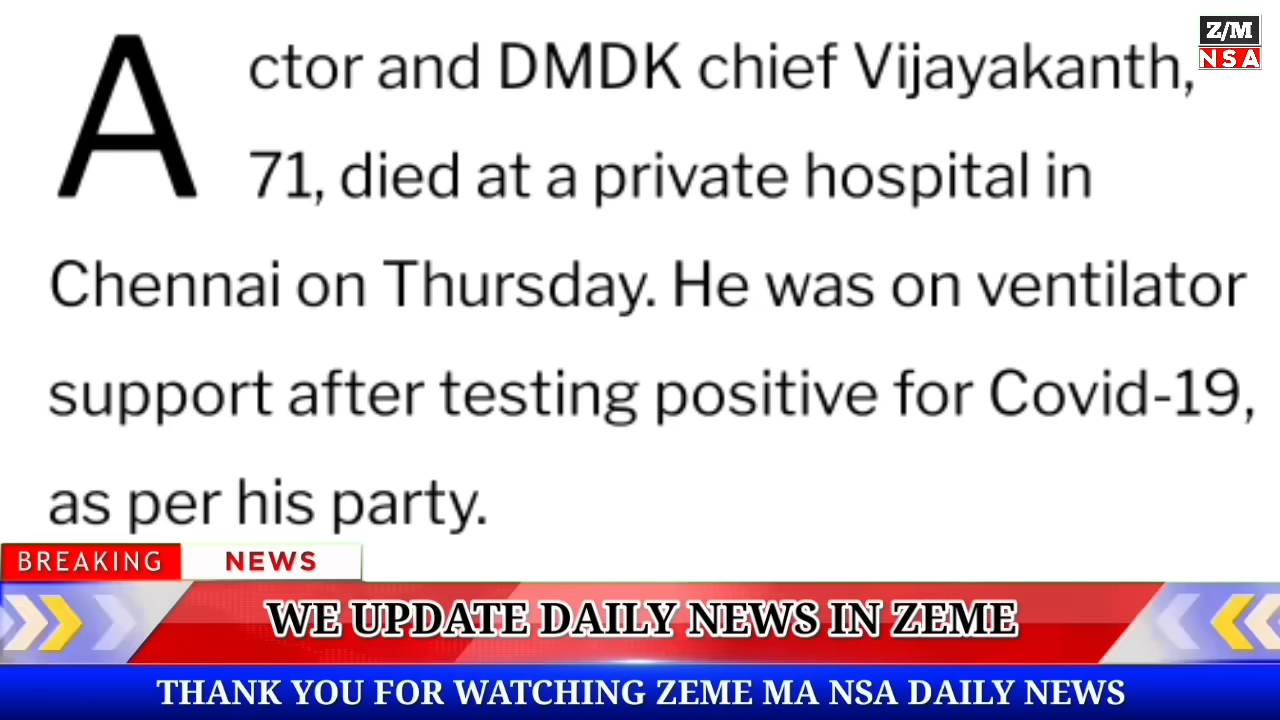 Z/M
NSA
Actor and DMDK chief Vijayakanth,
71, died at a private hospital in
Chennai on Thursday. He was on ventilator
support after testing positive for Covid-19,
as per his party.
BREAKING NEWS
WE UPDATE DAILY NEWS IN ZEME
THANK YOU FOR WATCHING ZEME MA NSA DAILY NEWS